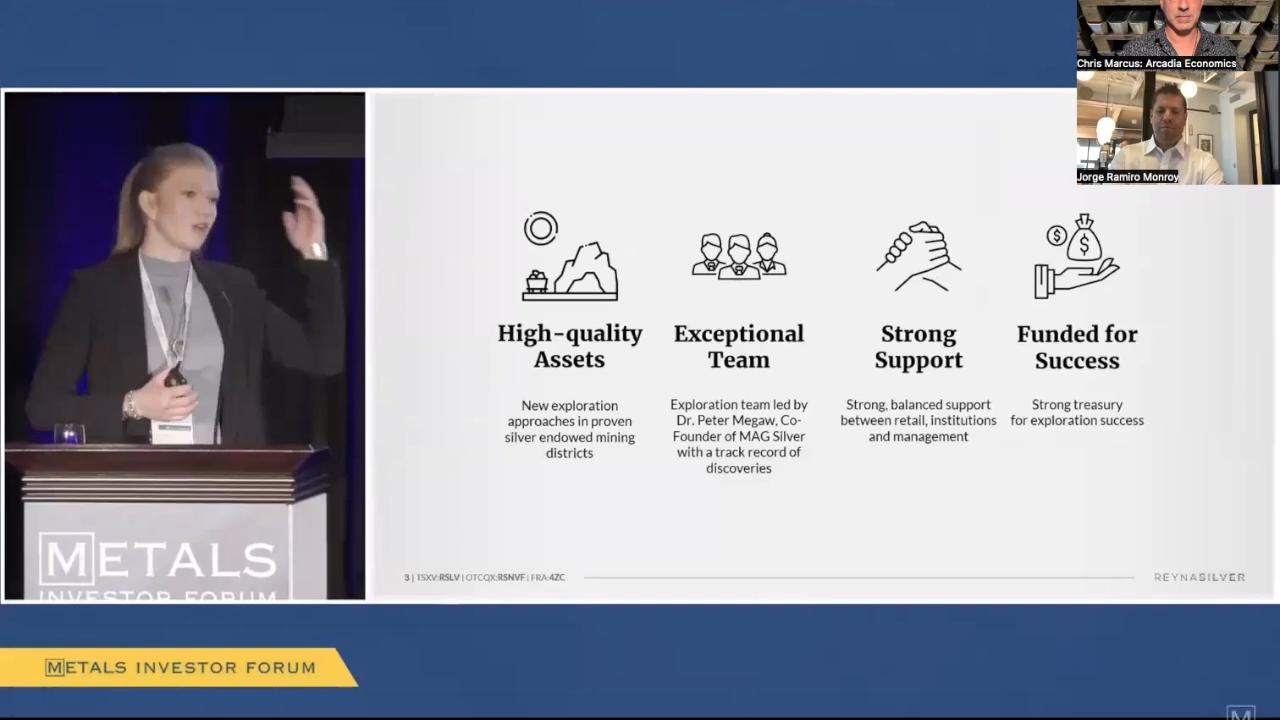 Chris Marcus: Arcadia Economics
Jorge Ramiro Monroy
High-quality
Assets
New exploration
approaches in proven
silver endowed mining
districts
Exceptional
Team
Exploration team led by
Dr. Peter Megaw, Co-
Founder of MAG Silver
with a track record of
discoveries
Strong
Support
Strong, balanced support
between retail, institutions
and management
$
$
Funded for
Success
Strong treasury
for exploration success
3 | TSXV:RSLV | OTCQX:RSNVF | FRA:4ZC
REYNASILVER
METALS
INVESTOR FORUM
METALS INVESTOR FORUM
M